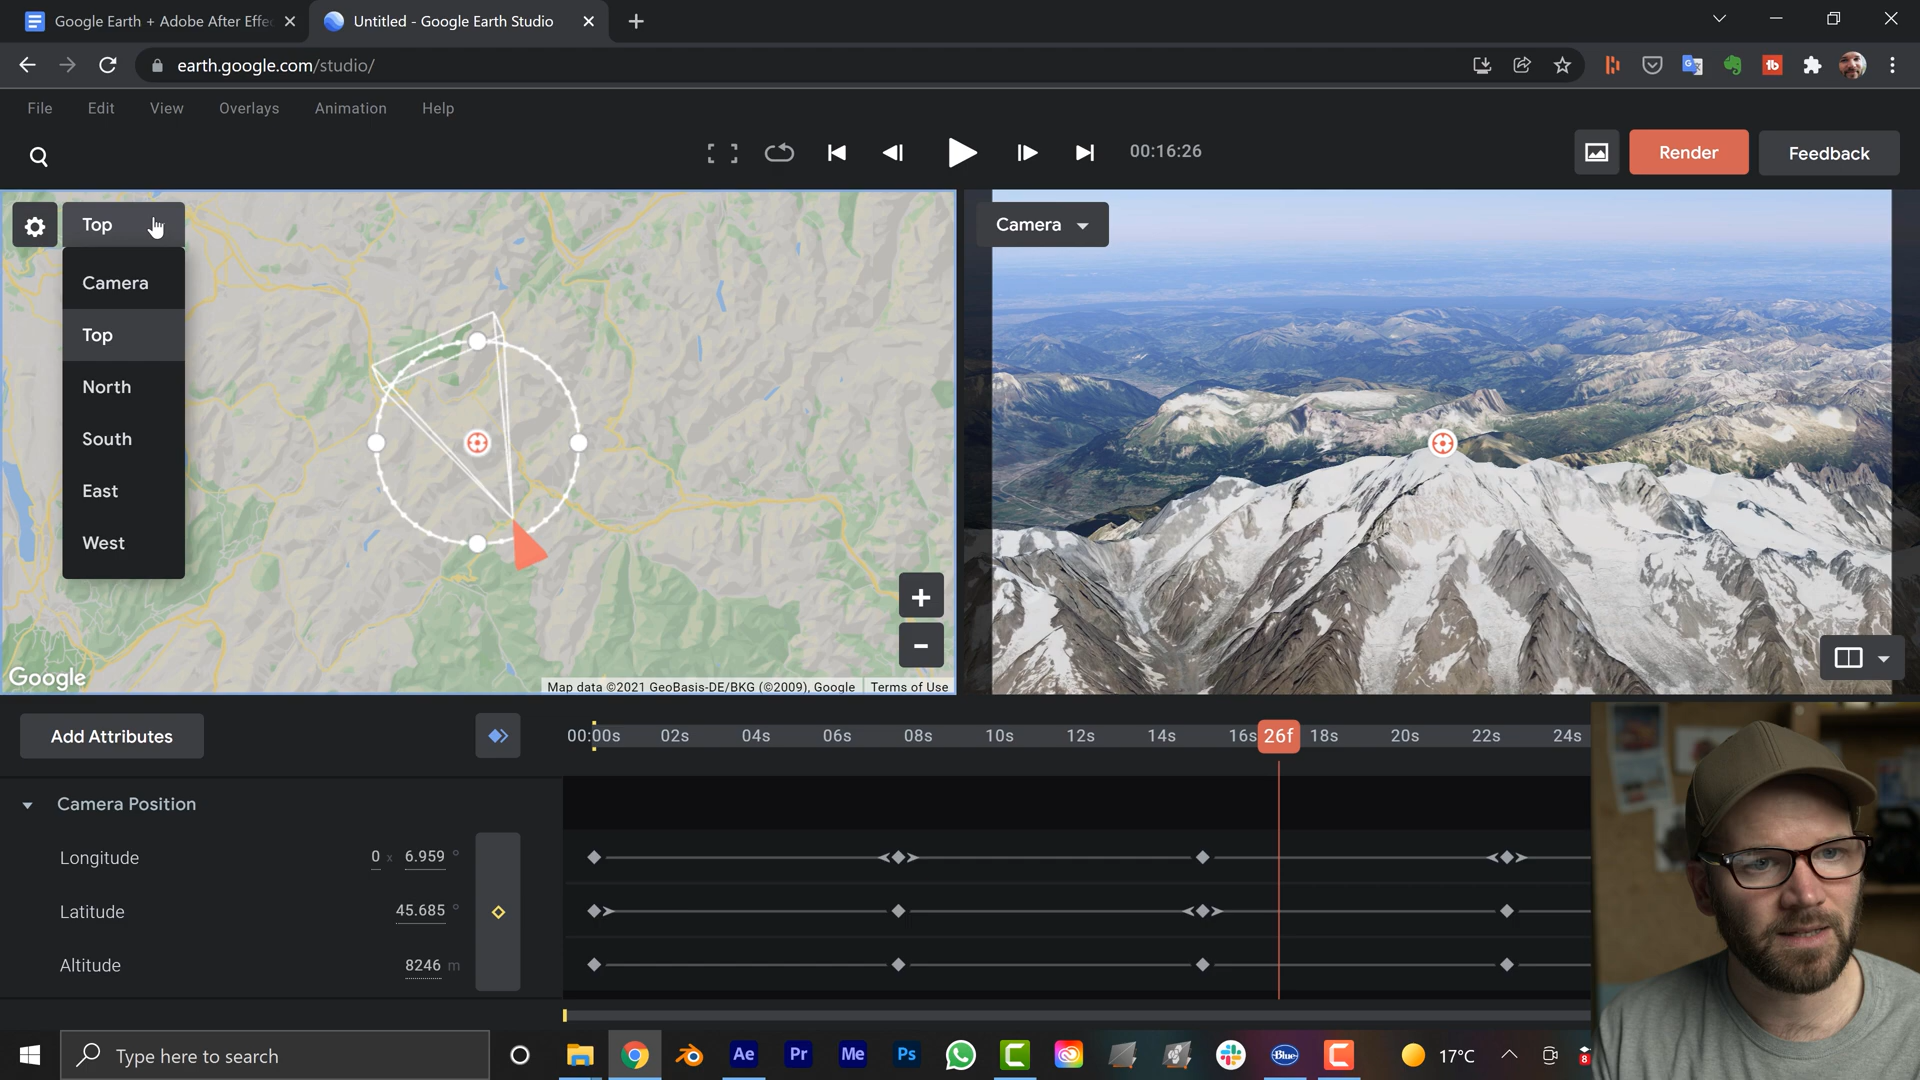 Google Earth + Adobe After Effe
Untitled - Google Earth Studio
earth.google.com/studio/
File Edit View Overlays Animation Help
00:16:26
Render
Feedback
Top
Camera
Top
North
South
East
West
Camera
Google
Map data ©2021 GeoBasis-DE/BKG (©2009), Google
Terms of Use
Add Attributes
00:00s 02s 04s 06s 08s 10s 12s 14s 16s 26f 18s 20s 22s 24s
Camera Position
Longitude 0 x 6.959 °
Latitude 45.685 °
Altitude 8246 m
Type here to search
Ae Pr Me Ps
Blue
17°C
8